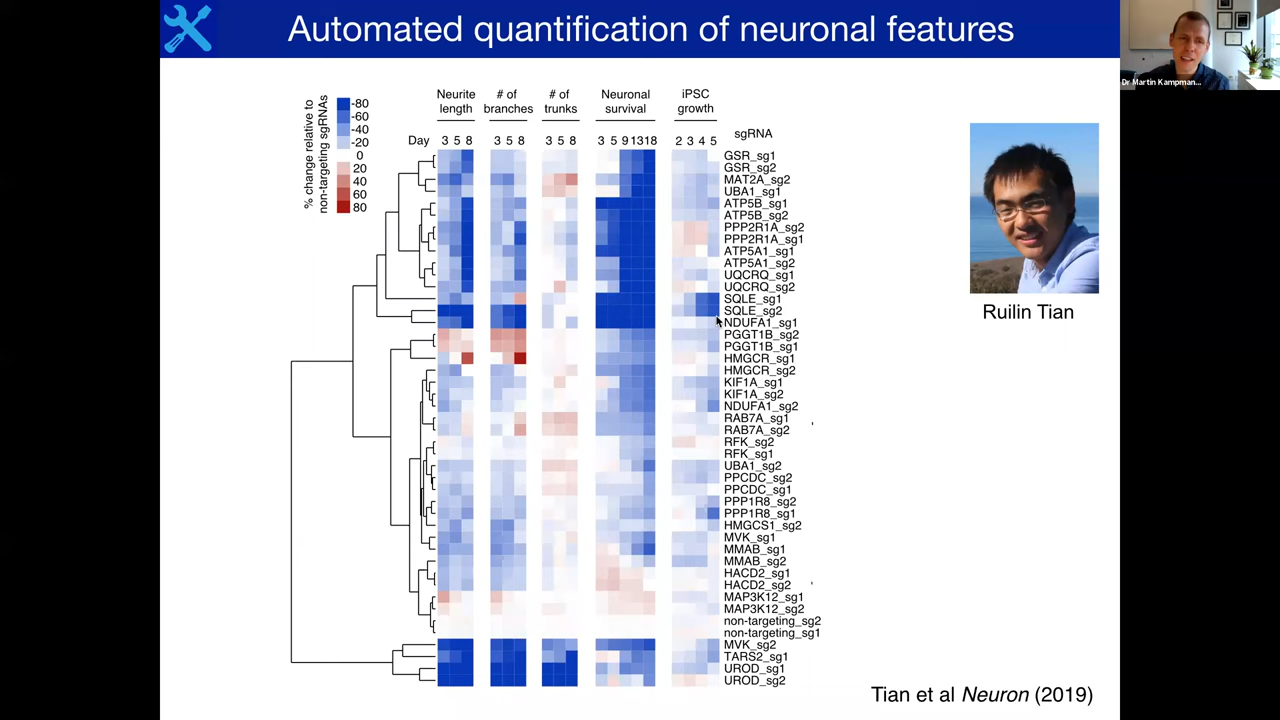 Automated quantification of neuronal features
Dr Martin Kampman...
% change relative to
non-targeting sgRNAs
-80
-60
-40
-20
0
20
40
60
80
Neurite
length
# of
branches
# of
trunks
Neuronal
survival
iPSC
growth
sgRNA
Day
3 5 8
3 5 8
3 5 8
3 5 9 13 18
2 3 4 5
GSR_sg1
GSR_sg2
MAT2A_sg2
UBA1_sg1
ATP5B_sg1
ATP5B_sg2
PPP2R1A_sg2
PPP2R1A_sg1
ATP5A1_sg1
ATP5A1_sg2
UQCRQ_sg1
UQCRQ_sg2
SQLE_sg1
SQLE_sg2
NDUFA1_sg1
PGGT1B_sg2
PGGT1B_sg1
HMGCR_sg1
HMGCR_sg2
KIF1A_sg1
KIF1A_sg2
NDUFA1_sg2
RAB7A_sg1
RAB7A_sg2
RFK_sg2
RFK_sg1
UBA1_sg2
PPCDC_sg2
PPCDC_sg1
PPP1R8_sg2
PPP1R8_sg1
HMGCS1_sg2
MVK_sg1
MMAB_sg1
MMAB_sg2
HACD2_sg1
HACD2_sg2
MAP3K12_sg1
MAP3K12_sg2
non-targeting_sg2
non-targeting_sg1
MVK_sg2
TARS2_sg1
UROD_sg1
UROD_sg2
Ruilin Tian
Tian et al Neuron (2019)